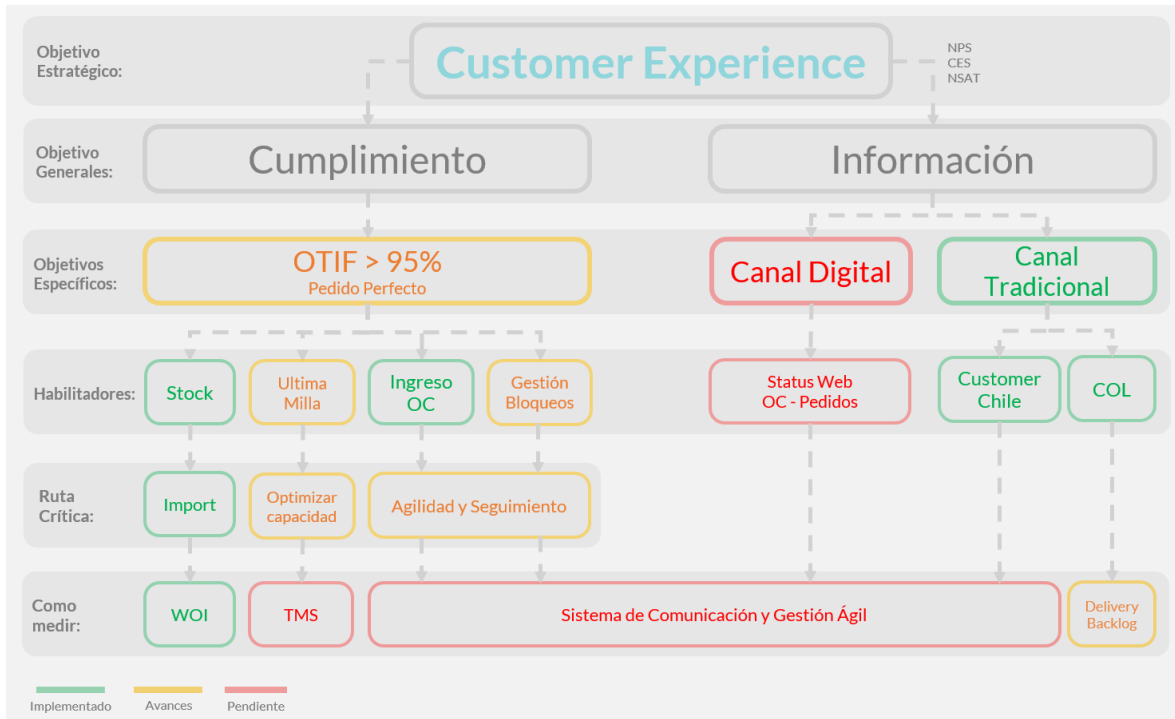 Objetivo
Estratégico:
Customer Experience
NPS
CES
NSAT
Objetivo
Generales:
Cumplimiento
Información
Objetivos
Específicos:
OTIF > 95%
Pedido Perfecto
Canal Digital
Canal
Tradicional
Habilitadores:
Stock
Ultima
Milla
Ingreso
OC
Gestión
Bloqueos
Status Web
OC - Pedidos
Customer
Chile
COL
Ruta
Crítica:
Import
Optimizar
capacidad
Agilidad y Seguimiento
Como
medir:
WOI
TMS
Sistema de Comunicación y Gestión Ágil
Delivery
Backlog
Implementado
Avances
Pendiente